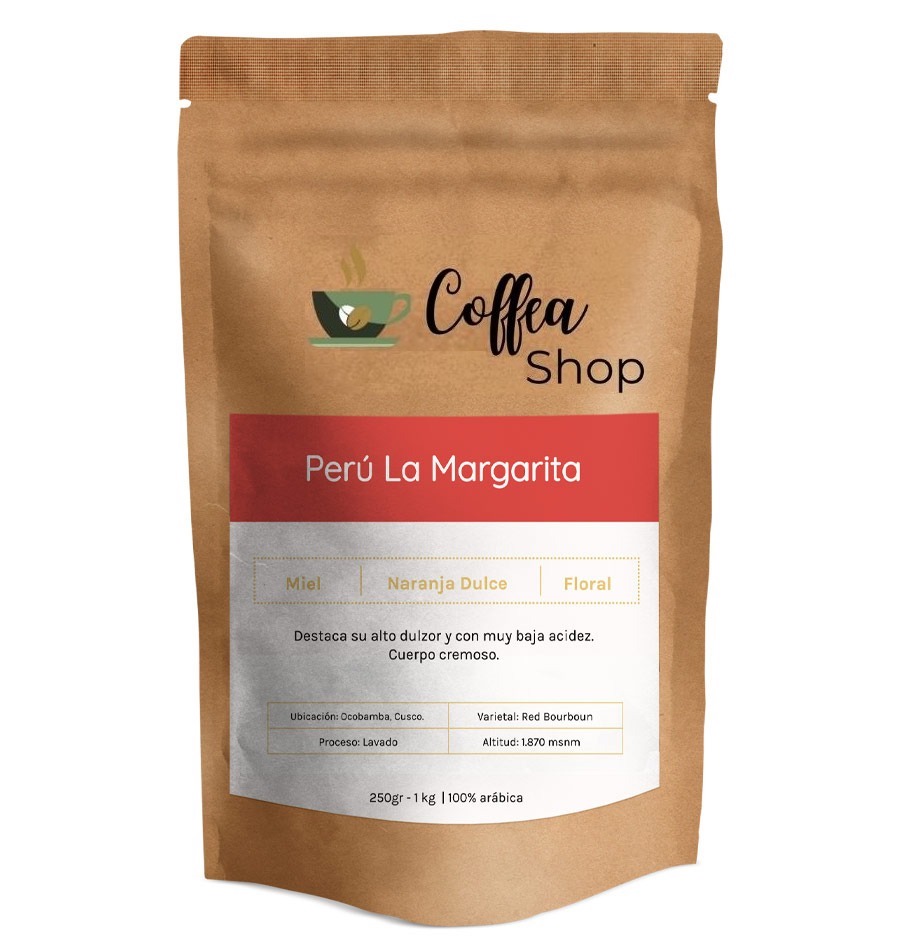 Coffea
Shop
Perú La Margarita
Miel
Naranja Dulce
Floral
Destaca su alto dulzor y con muy baja acidez.
Cuerpo cremoso.
Ubicación: Ocobamba, Cusco.
Varietal: Red Bourboun
Proceso: Lavado
Altitud: 1.870 msnm
250gr - 1 kg | 100% arábica